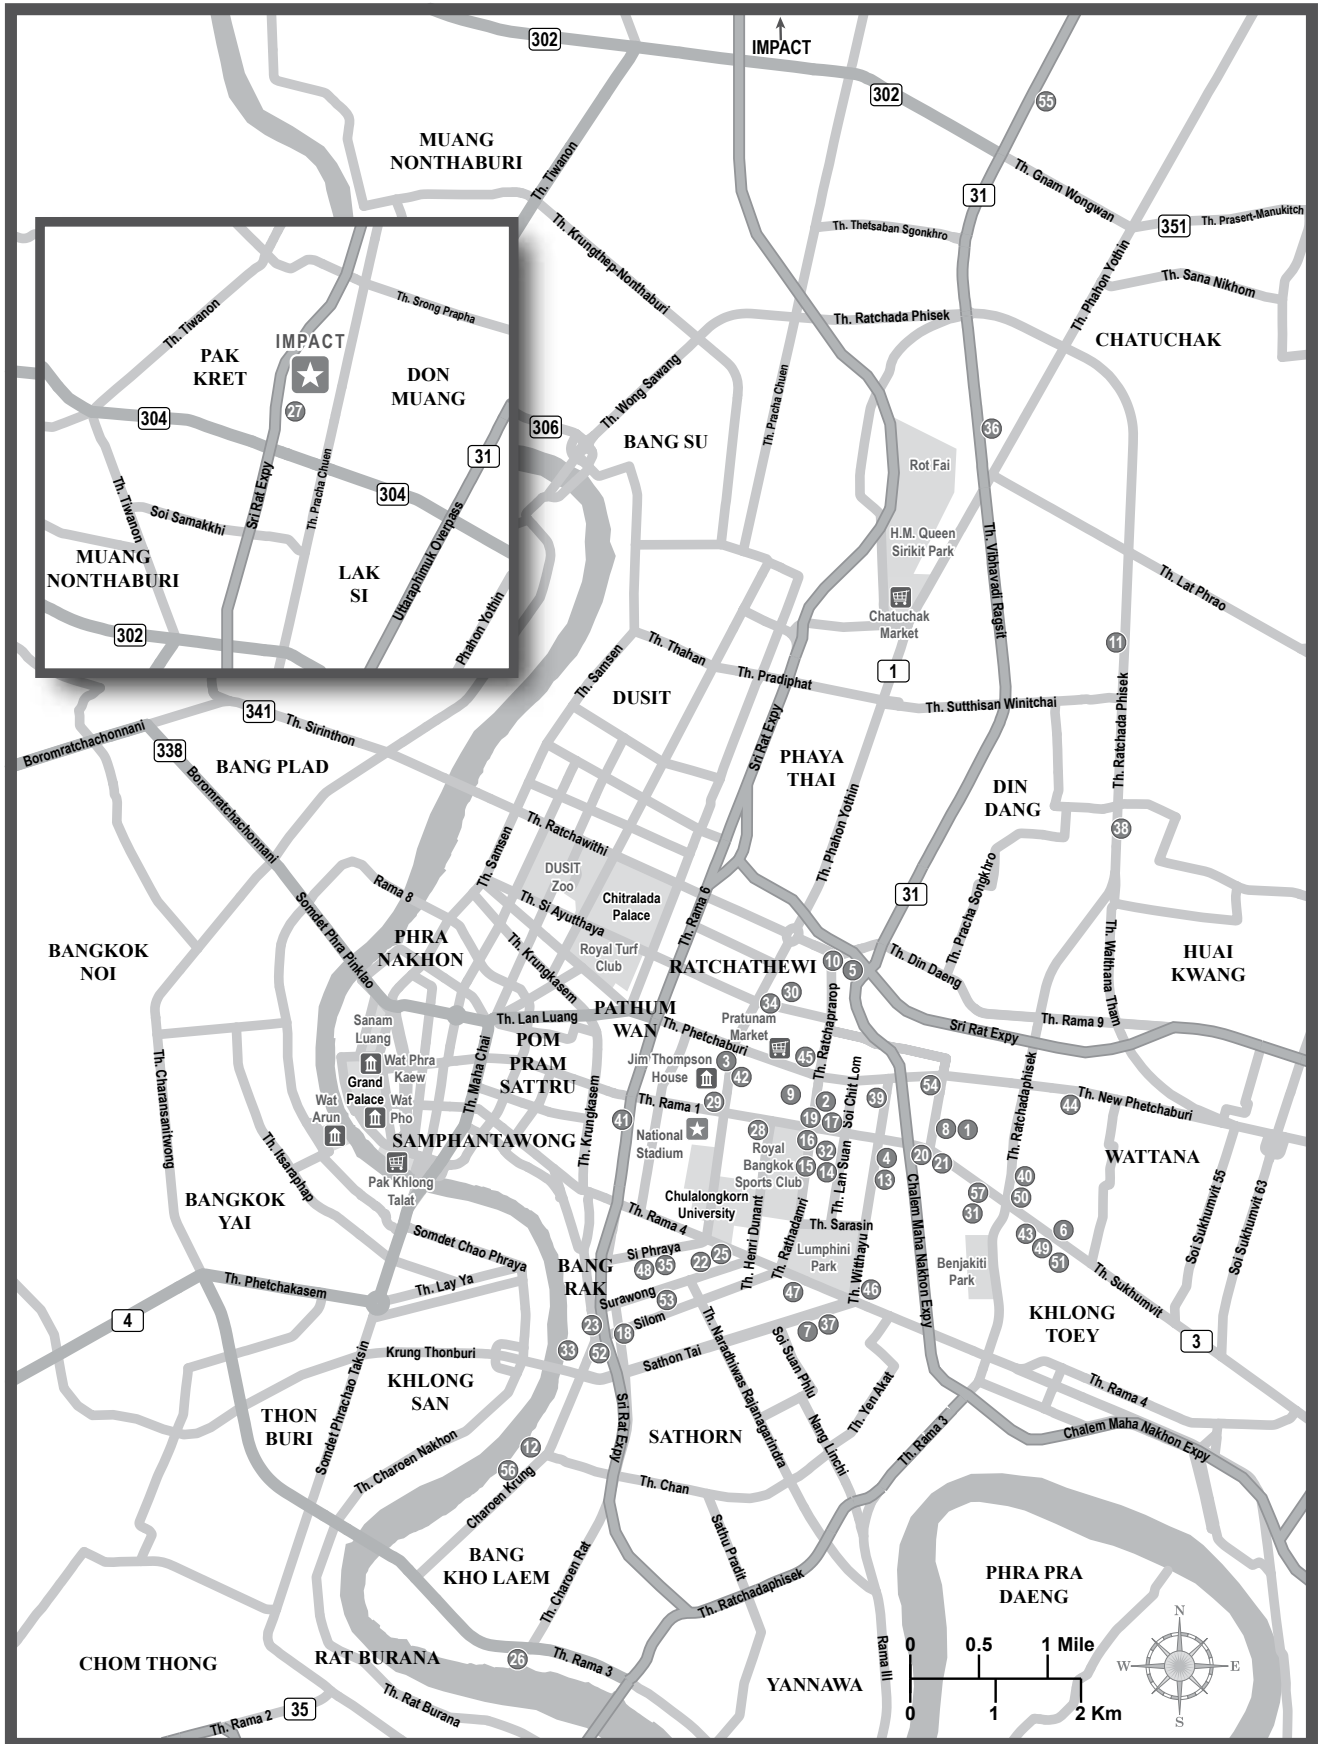 302
IMPACT
302
55
MUANG
NONTHABURI
Th. Tiwanon
Th. Gnam Wongwan
31
351
Th. Prasert-Manukitch
Th. Krungthep-Nonthaburi
Th. Thetsaban Sgonkhro
Th. Phahon Yothin
Th. Sana Nikhom
Th. Ratchada Phisek
CHATUCHAK
Th. Tiwanon
Th. Srong Prapha
IMPACT
PAK
KRET
DON
MUANG
27
304
31
304
Th. Tiwanon
Soi Samakkhi
Sri Rat Expy
Th. Pracha Chuen
Uttaraphimuk Overpass
MUANG
NONTHABURI
LAK
SI
302
Phahon Yothin
306
Th. Wong Sawang
BANG SU
Th. Pracha Chuen
36
Rot Fai
H.M. Queen
Sirikit Park
Th. Vibhavadi Ragsit
Chatuchak
Market
Th. Lat Phrao
11
1
Th. Thahan
Th. Pradiphat
Th. Samsen
DUSIT
Th. Sutthisan Winitchai
Th. Ratchada Phisek
341
Th. Sirinthon
Boromratchachonnani
338
BANG PLAD
Boromratchachonnani
Sri Rat Expy
PHAYA
THAI
DIN
DANG
38
Th. Phahon Yothin
Th. Ratchawithi
Th. Samsen
DUSIT
Zoo
Chitralada
Palace
Rama 8
Th. Si Ayutthaya
Royal Turf
Club
Th. Rama 6
31
Th. Pracha Songkhro
Somdet Phra Pinklao
PHRA
NAKHON
Th. Krungkasem
BANGKOK
NOI
RATCHATHEWI
10
5
Th. Din Daeng
Th. Watthana Tham
HUAI
KWANG
30
34
PATHUM
WAN
Th. Lan Luang
Pratunam
Market
Th. Ratchaprarop
Sri Rat Expy
Th. Rama 9
Sanam
Luang
Wat Phra
Kaew
Grand
Palace
Wat
Arun
Wat
Pho
Th. Maha Chai
POM
PRAM
SATTRU
Th. Phetchaburi
Jim Thompson
House
3
42
45
Th. Charansanitwong
Th. Krungkasem
Th. Rama 1
29
9
2
Soi Chit Lom
39
54
Th. Ratchadaphisek
44
Th. New Phetchaburi
41
National
Stadium
28
19
17
8
1
SAMPHANTAWONG
16
Royal
Bangkok
Sports Club
32
15
14
Th. Lan Suan
4
13
20
21
WATTANA
Th. Itsaraphap
Pak Khlong
Talat
40
50
57
31
Chulalongkorn
University
BANGKOK
YAI
Th. Rama 4
Th. Henri Dunant
Th. Rathadamri
Th. Sarasin
Lumphini
Park
Th. Witthayu
Chalem Maha Nakhon Expy
6
43
49
51
Soi Sukhumvit 55
Soi Sukhumvit 63
Somdet Chao Phraya
Si Phraya
48
35
22
25
BANG
RAK
Benjakiti
Park
Th. Sukhumvit
Th. Phetchakasem
Th. Lay Ya
Surawong
53
47
46
4
23
18
Silom
7
37
KHLONG
TOEY
3
33
52
Sathon Tai
Krung Thonburi
Th. Naradhiwas Rajanagarindra
Soi Suan Phlu
KHLONG
SAN
Somdet Phrachao Taksin
THON
BURI
Sri Rat Expy
SATHORN
Nang Linchi
Th. Yen Akat
Th. Rama 3
Th. Rama 4
Chalem Maha Nakhon Expy
Th. Charoen Nakhon
12
56
Charoen Krung
Th. Chan
Sathu Pradit
BANG
KHO LAEM
Th. Charoen Rat
Th. Ratchadaphisek
PHRA PRA
DAENG
CHOM THONG
RAT BURANA
26
Th. Rama 3
Th. Rat Burana
YANNAWA
Rama III
35
Th. Rama 2
0 0.5 1 Mile
0 1 2 Km
N
W
E
S